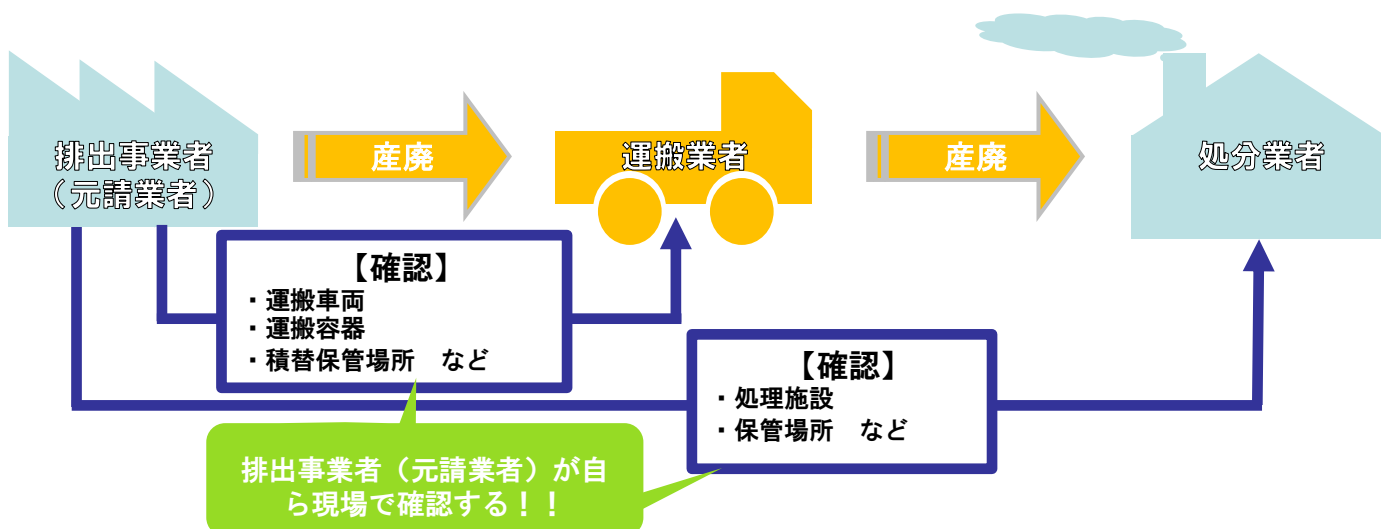 排出事業者
（元請業者）
産廃
運搬業者
産廃
処分業者
【確認】
・運搬車両
・運搬容器
・積替保管場所　など
【確認】
・処理施設
・保管場所　など
排出事業者（元請業者）が自
ら現場で確認する！！